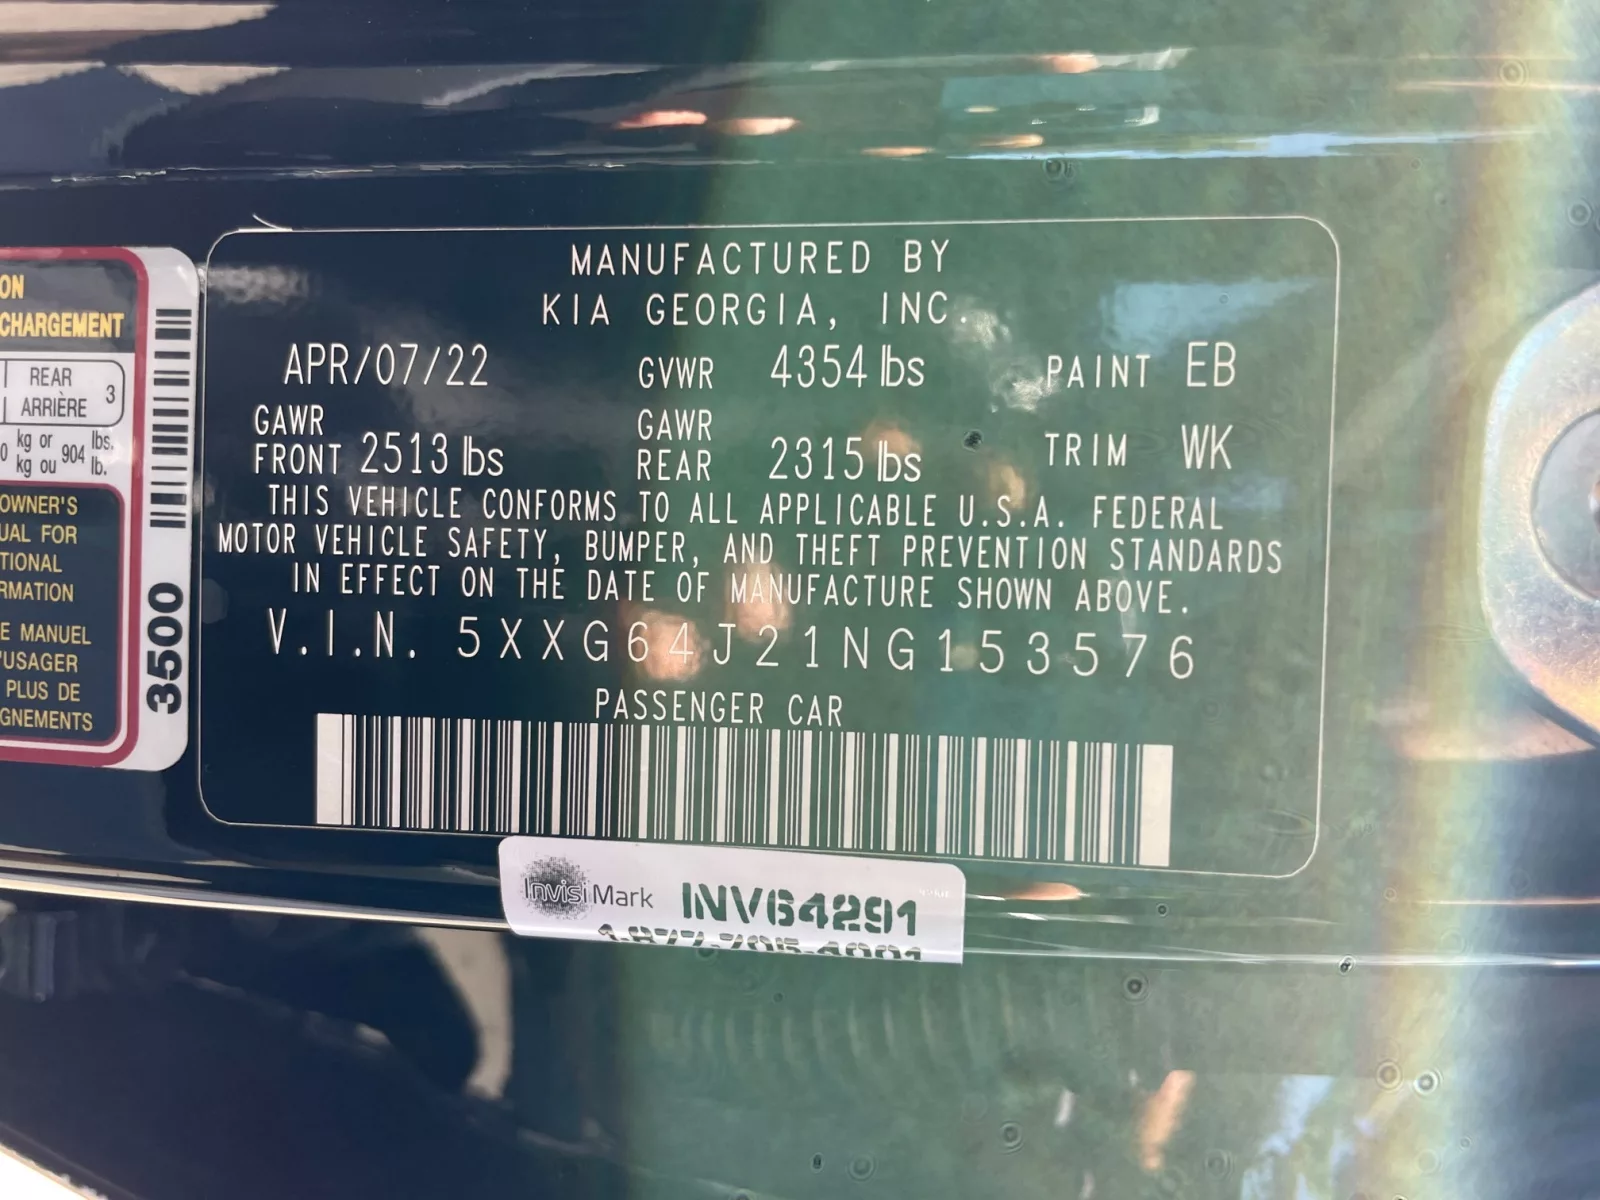 ON
CHARGEMENT
REAR
ARRIÈRE
3
0 kg or 904 lbs.
kg ou lb.
OWNER'S
UAL FOR
TIONAL
RMATION
E MANUEL
'USAGER
PLUS DE
GNEMENTS
3500
MANUFACTURED BY
KIA GEORGIA, INC.
APR/07/22 GVWR 4354 lbs PAINT EB
GAWR FRONT 2513 lbs GAWR REAR 2315 lbs TRIM WK
THIS VEHICLE CONFORMS TO ALL APPLICABLE U.S.A. FEDERAL
MOTOR VEHICLE SAFETY, BUMPER, AND THEFT PREVENTION STANDARDS
IN EFFECT ON THE DATE OF MANUFACTURE SHOWN ABOVE.
V.I.N. 5XXG64J21NG153576
PASSENGER CAR
InvisiMark INV64291